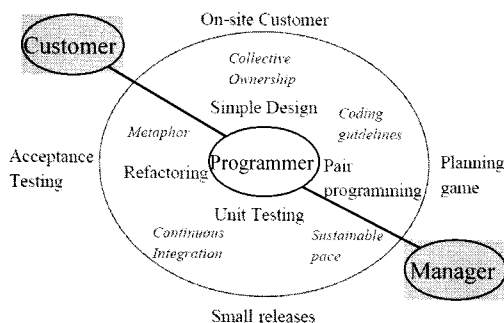 On-site Customer
Customer
Collective
Ownership
Simple Design
Coding
guidelines
Metaphor
Acceptance
Testing
Refactoring
Programmer
Pair
programming
Planning
game
Unit Testing
Continuous
Integration
Sustainable
pace
Manager
Small releases